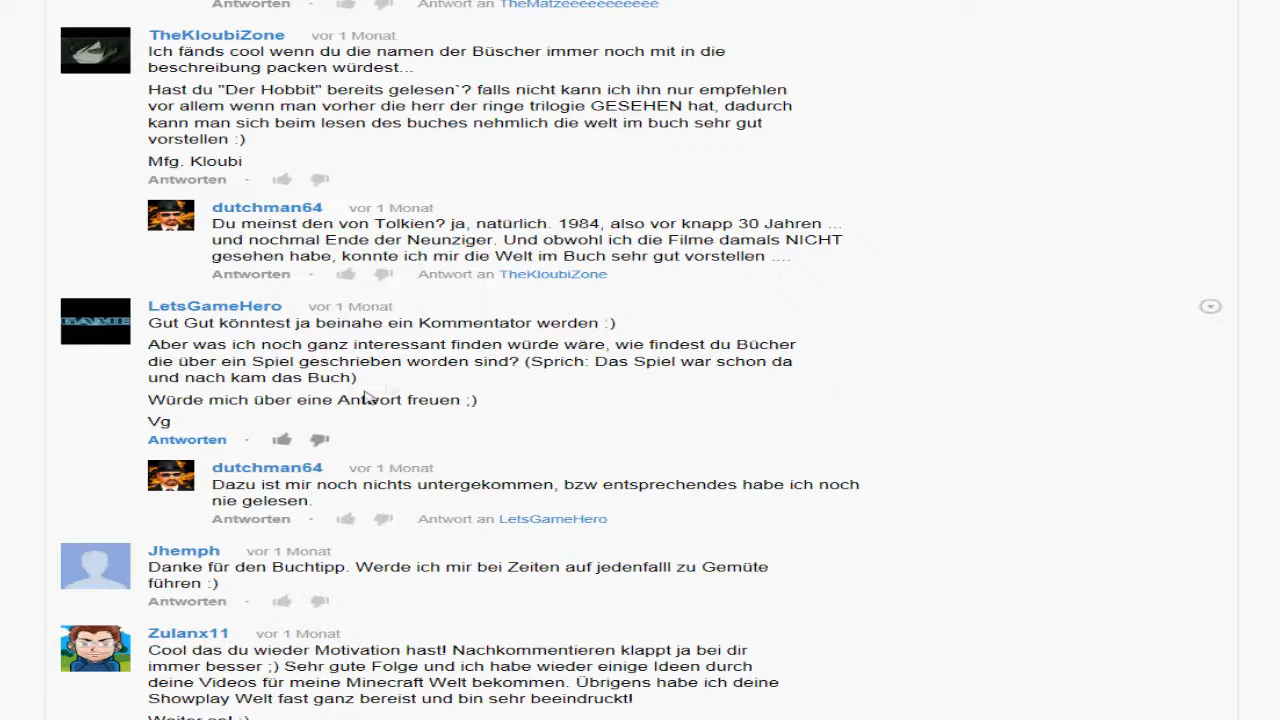 Antworten · Antwort an TheMatzeeeeeeeeeee
TheKloubiZone vor 1 Monat
Ich fänds cool wenn du die namen der Büscher immer noch mit in die
beschreibung packen würdest...
Hast du "Der Hobbit" bereits gelesen`? falls nicht kann ich ihn nur empfehlen
vor allem wenn man vorher die herr der ringe trilogie GESEHEN hat, dadurch
kann man sich beim lesen des buches nehmlich die welt im buch sehr gut
vorstellen :)
Mfg. Kloubi
Antworten ·
dutchman64 vor 1 Monat
Du meinst den von Tolkien? ja, natürlich. 1984, also vor knapp 30 Jahren ...
und nochmal Ende der Neunziger. Und obwohl ich die Filme damals NICHT
gesehen habe, konnte ich mir die Welt im Buch sehr gut vorstellen ....
Antworten · Antwort an TheKloubiZone
GAME
LetsGameHero vor 1 Monat
Gut Gut könntest ja beinahe ein Kommentator werden :)
Aber was ich noch ganz interessant finden würde wäre, wie findest du Bücher
die über ein Spiel geschrieben worden sind? (Sprich: Das Spiel war schon da
und nach kam das Buch)
Würde mich über eine Antwort freuen ;)
Vg
Antworten ·
dutchman64 vor 1 Monat
Dazu ist mir noch nichts untergekommen, bzw entsprechendes habe ich noch
nie gelesen.
Antworten · Antwort an LetsGameHero
Jhemph vor 1 Monat
Danke für den Buchtipp. Werde ich mir bei Zeiten auf jedenfalll zu Gemüte
führen :)
Antworten ·
Zulanx11 vor 1 Monat
Cool das du wieder Motivation hast! Nachkommentieren klappt ja bei dir
immer besser ;) Sehr gute Folge und ich habe wieder einige Ideen durch
deine Videos für meine Minecraft Welt bekommen. Übrigens habe ich deine
Showplay Welt fast ganz bereist und bin sehr beeindruckt!
Weiter so! :)